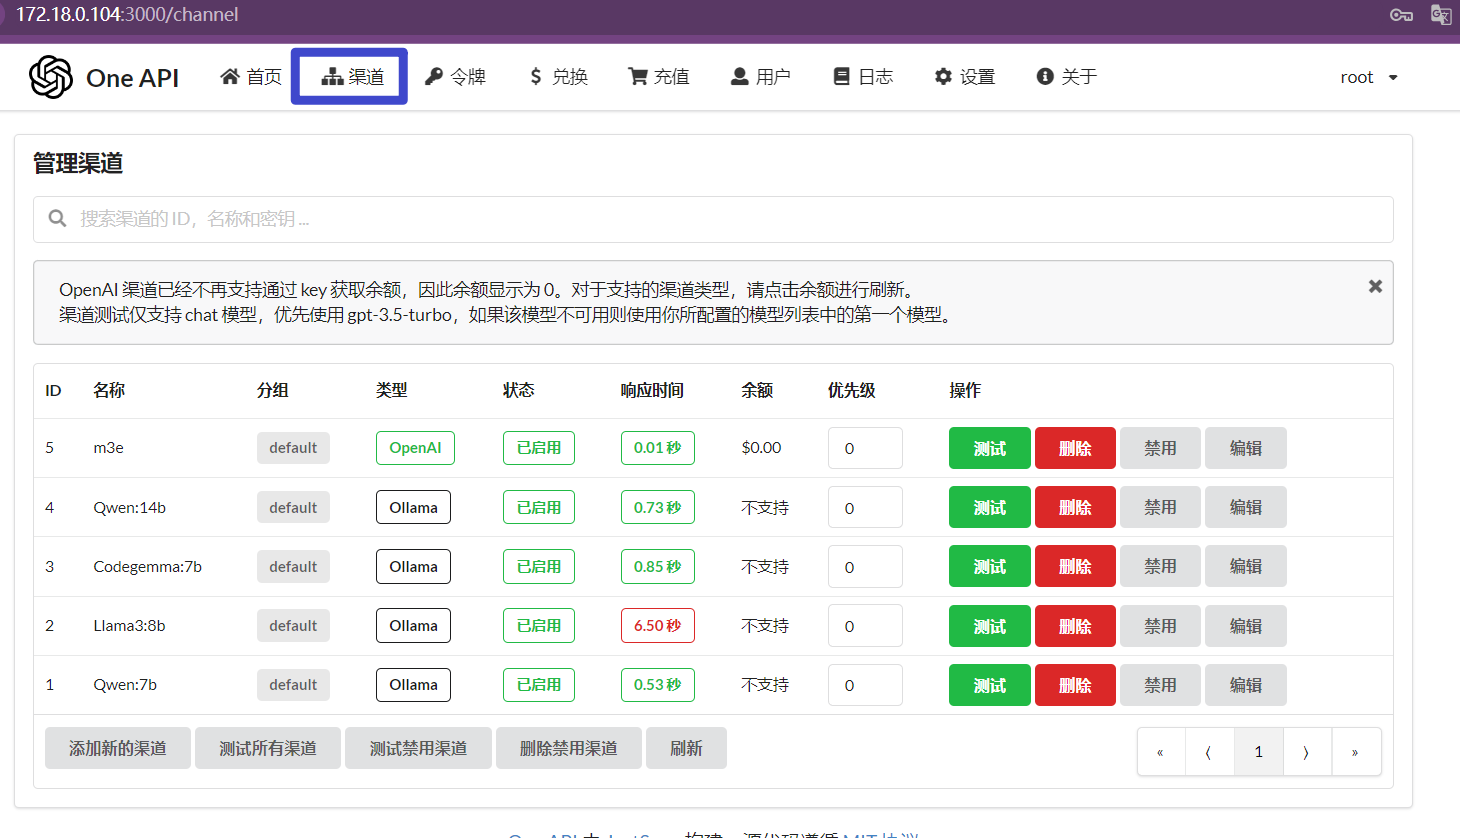 172.18.0.104:3000/channel
One API 首页 渠道 令牌 兑换 充值 用户 日志 设置 关于 root
管理渠道
搜索渠道的 ID，名称和密钥 ...
OpenAI 渠道已经不再支持通过 key 获取余额，因此余额显示为 0。对于支持的渠道类型，请点击余额进行刷新。
渠道测试仅支持 chat 模型，优先使用 gpt-3.5-turbo，如果该模型不可用则使用你所配置的模型列表中的第一个模型。
ID 名称 分组 类型 状态 响应时间 余额 优先级 操作
5 m3e default OpenAI 已启用 0.01 秒 $0.00 0 测试 删除 禁用 编辑
4 Qwen:14b default Ollama 已启用 0.73 秒 不支持 0 测试 删除 禁用 编辑
3 Codegemma:7b default Ollama 已启用 0.85 秒 不支持 0 测试 删除 禁用 编辑
2 Llama3:8b default Ollama 已启用 6.50 秒 不支持 0 测试 删除 禁用 编辑
1 Qwen:7b default Ollama 已启用 0.53 秒 不支持 0 测试 删除 禁用 编辑
添加新的渠道 测试所有渠道 测试禁用渠道 删除禁用渠道 刷新 « ⟨ 1 ⟩ »
One API 由 构建，源代码遵循 MIT 协议